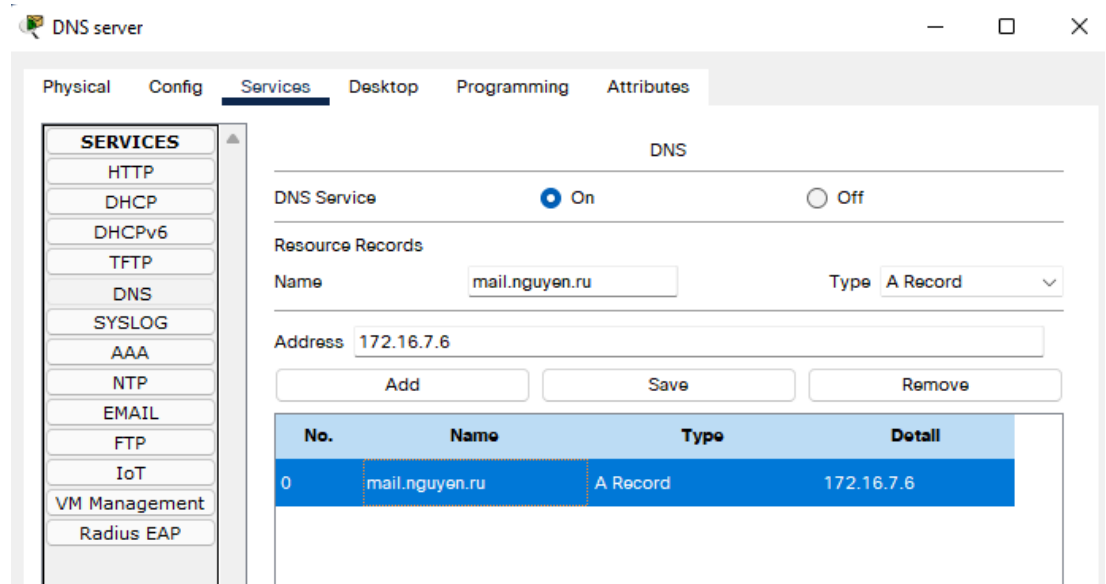 DNS server
Physical Config Services Desktop Programming Attributes
SERVICES
HTTP
DHCP
DHCPv6
TFTP
DNS
SYSLOG
AAA
NTP
EMAIL
FTP
IoT
VM Management
Radius EAP
DNS
DNS Service On Off
Resource Records
Name mail.nguyen.ru Type A Record
Address 172.16.7.6
Add Save Remove
No. Name Type Detail
0 mail.nguyen.ru A Record 172.16.7.6